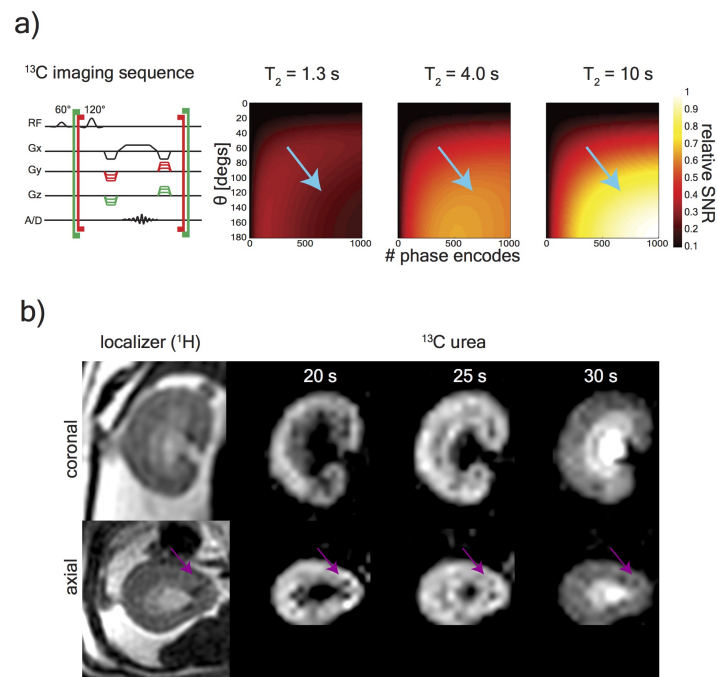 a)
¹³C imaging sequence
T₂ = 1.3 s
T₂ = 4.0 s
T₂ = 10 s
60° 120°
RF
Gx
Gy
Gz
A/D
θ [degs]
0
20
40
60
80
100
120
140
160
180
0 500 1000
0 500 1000
0 500 1000
# phase encodes
1
0.9
0.8
0.7
0.6
0.5
0.4
0.3
0.2
0.1
relative SNR
b)
localizer (¹H)
¹³C urea
20 s
25 s
30 s
coronal
axial